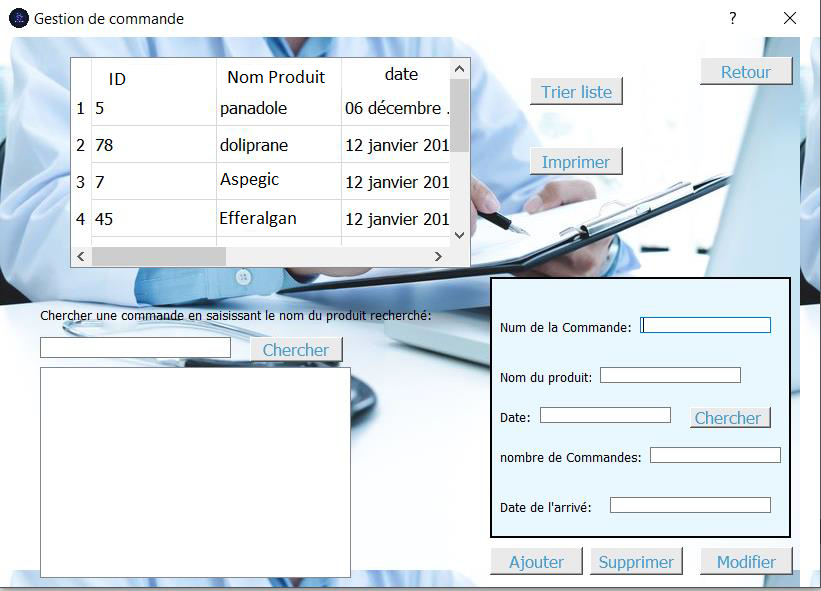 Gestion de commande
?
ID Nom Produit date
1 5 panadole 06 décembre .
2 78 doliprane 12 janvier 201
3 7 Aspegic 12 janvier 201
4 45 Efferalgan 12 janvier 201
Trier liste
Retour
Imprimer
Chercher une commande en saisissant le nom du produit recherché:
Chercher
Num de la Commande:
Nom du produit:
Date:
Chercher
nombre de Commandes:
Date de l'arrivé:
Ajouter
Supprimer
Modifier